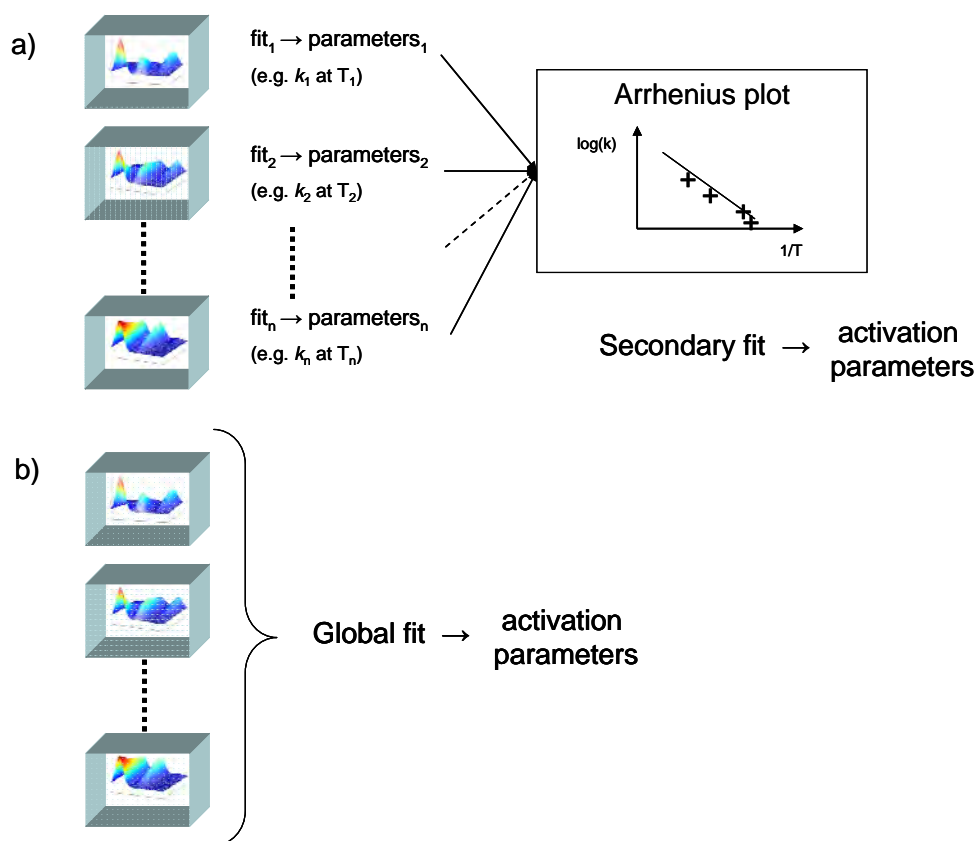 a)
fit₁ → parameters₁
(e.g. k₁ at T₁)
fit₂ → parameters₂
(e.g. k₂ at T₂)
fitₙ → parametersₙ
(e.g. kₙ at Tₙ)
Arrhenius plot
log(k)
1/T
Secondary fit → activation
parameters
b)
Global fit → activation
parameters